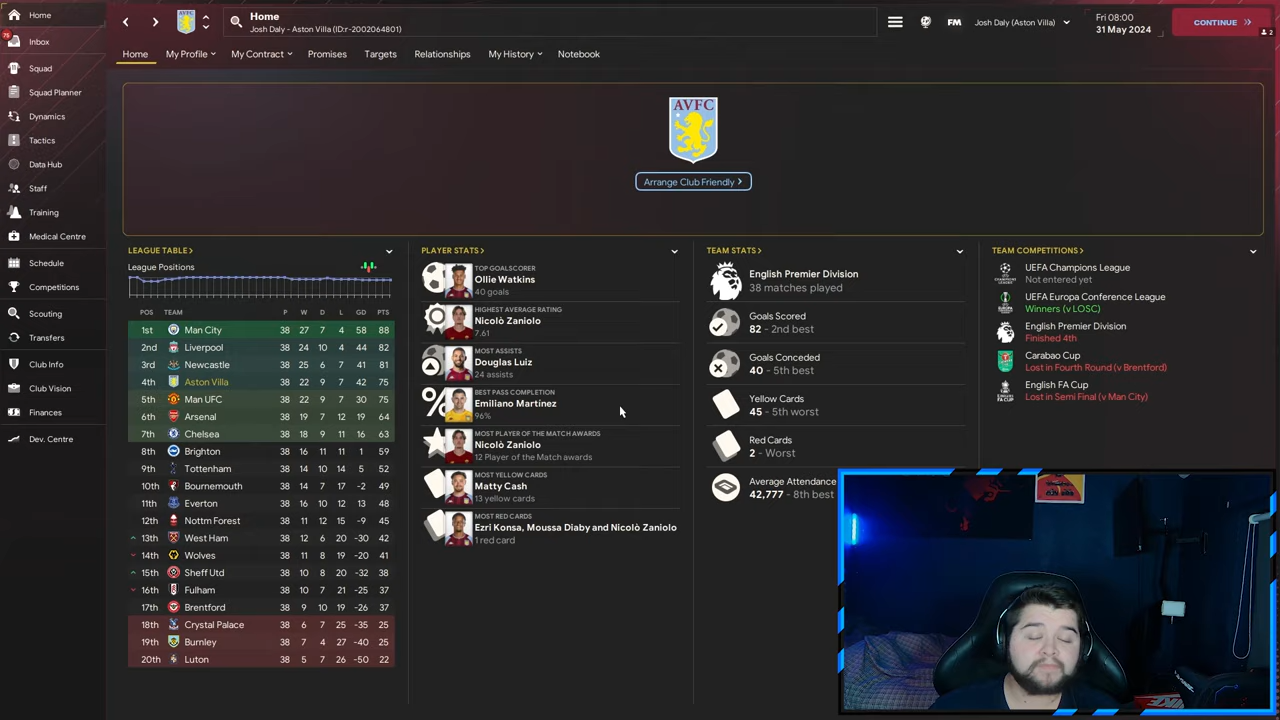 Home
75
Inbox
Squad
Squad Planner
Dynamics
Tactics
Data Hub
Staff
Training
Medical Centre
Schedule
Competitions
Scouting
Transfers
Club Info
Club Vision
Finances
Dev. Centre
Home
Josh Daly - Aston Villa (ID:r-2002064801)
FM
Josh Daly (Aston Villa)
Fri 08:00
31 May 2024
CONTINUE
2
Home
My Profile
My Contract
Promises
Targets
Relationships
My History
Notebook
AVFC
Arrange Club Friendly >
LEAGUE TABLE >
League Positions
POS TEAM P W D L GD PTS
1st Man City 38 27 7 4 58 88
2nd Liverpool 38 24 10 4 44 82
3rd Newcastle 38 25 6 7 41 81
4th Aston Villa 38 22 9 7 42 75
5th Man UFC 38 22 9 7 30 75
6th Arsenal 38 19 7 12 19 64
7th Chelsea 38 18 9 11 16 63
8th Brighton 38 16 11 11 1 59
9th Tottenham 38 14 10 14 5 52
10th Bournemouth 38 14 7 17 -2 49
11th Everton 38 13 9 16 -3 48
12th Nottm Forest 38 11 12 15 -9 45
13th West Ham 38 12 6 20 -30 42
14th Wolves 38 11 8 19 -20 41
15th Sheff Utd 38 10 8 20 -32 38
16th Fulham 38 10 7 21 -25 37
17th Brentford 38 9 10 19 -26 37
18th Crystal Palace 38 6 7 25 -35 25
19th Burnley 38 7 4 27 -40 25
20th Luton 38 5 7 26 -50 22
PLAYER STATS >
TOP GOALSCORER
Ollie Watkins
40 goals
HIGHEST AVERAGE RATING
Nicolò Zaniolo
7.61
MOST ASSISTS
Douglas Luiz
24 assists
BEST PASS COMPLETION
Emiliano Martínez
96%
MOST PLAYER OF THE MATCH AWARDS
Nicolò Zaniolo
12 Player of the Match awards
MOST YELLOW CARDS
Matty Cash
13 yellow cards
MOST RED CARDS
Ezri Konsa, Moussa Diaby and Nicolò Zaniolo
1 red card
TEAM STATS >
English Premier Division
38 matches played
Goals Scored
82 - 2nd best
Goals Conceded
40 - 5th best
Yellow Cards
45 - 5th worst
Red Cards
2 - Worst
Average Attendance
42,777 - 8th best
TEAM COMPETITIONS >
UEFA Champions League
Not entered yet
UEFA Europa Conference League
Winners (v LOSC)
English Premier Division
Finished 4th
Carabao Cup
Lost in Fourth Round (v Brentford)
English FA Cup
Lost in Semi Final (v Man City)